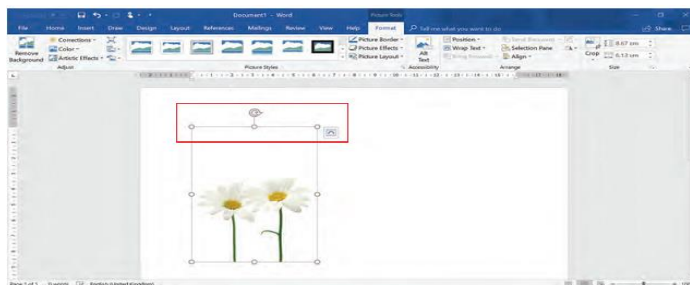 Document1 - Word
Picture Tools
File Home Insert Draw Design Layout References Mailings Review View Help Format Tell me what you want to do Share
Remove Background
Corrections
Color
Artistic Effects
Adjust
Picture Styles
Picture Border
Picture Effects
Picture Layout
Alt Text
Accessibility
Position
Wrap Text
Bring Forward
Send Backward
Selection Pane
Align
Arrange
Crop
8.67 cm
6.13 cm
Size
Page 1 of 1 0 words English (United Kingdom)